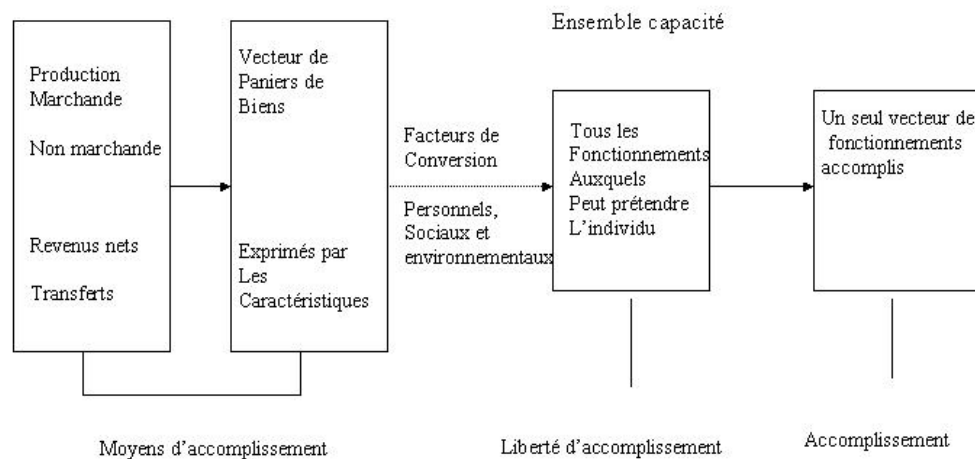 Ensemble capacité
Production
Marchande
Non marchande
Revenus nets
Transferts
Vecteur de
Paniers de
Biens
Exprimés par
Les
Caractéristiques
Facteurs de
Conversion
Personnels,
Sociaux et
environnementaux
Tous les
Fonctionnements
Auxquels
Peut prétendre
L'individu
Un seul vecteur de
fonctionnements
accomplis
Moyens d'accomplissement
Liberté d'accomplissement
Accomplissement